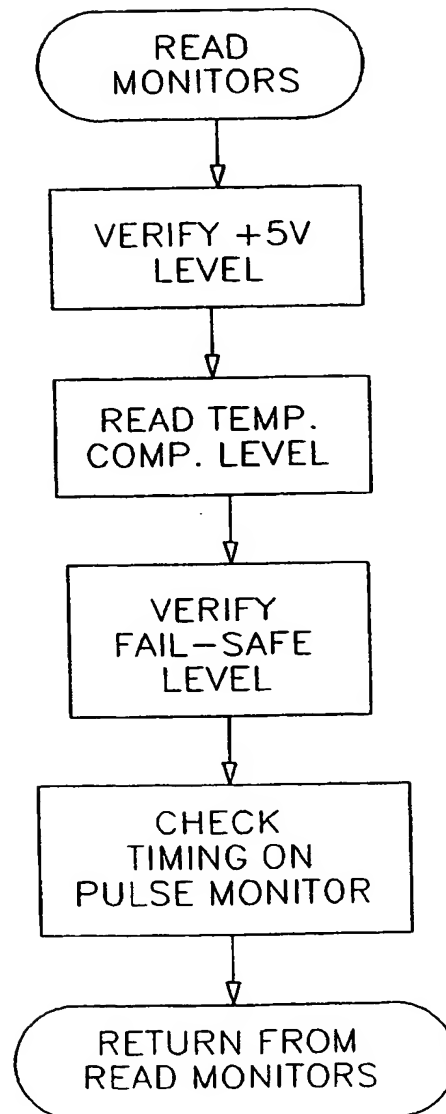 READ
MONITORS
VERIFY +5V
LEVEL
READ TEMP.
COMP. LEVEL
VERIFY
FAIL-SAFE
LEVEL
CHECK
TIMING ON
PULSE MONITOR
RETURN FROM
READ MONITORS